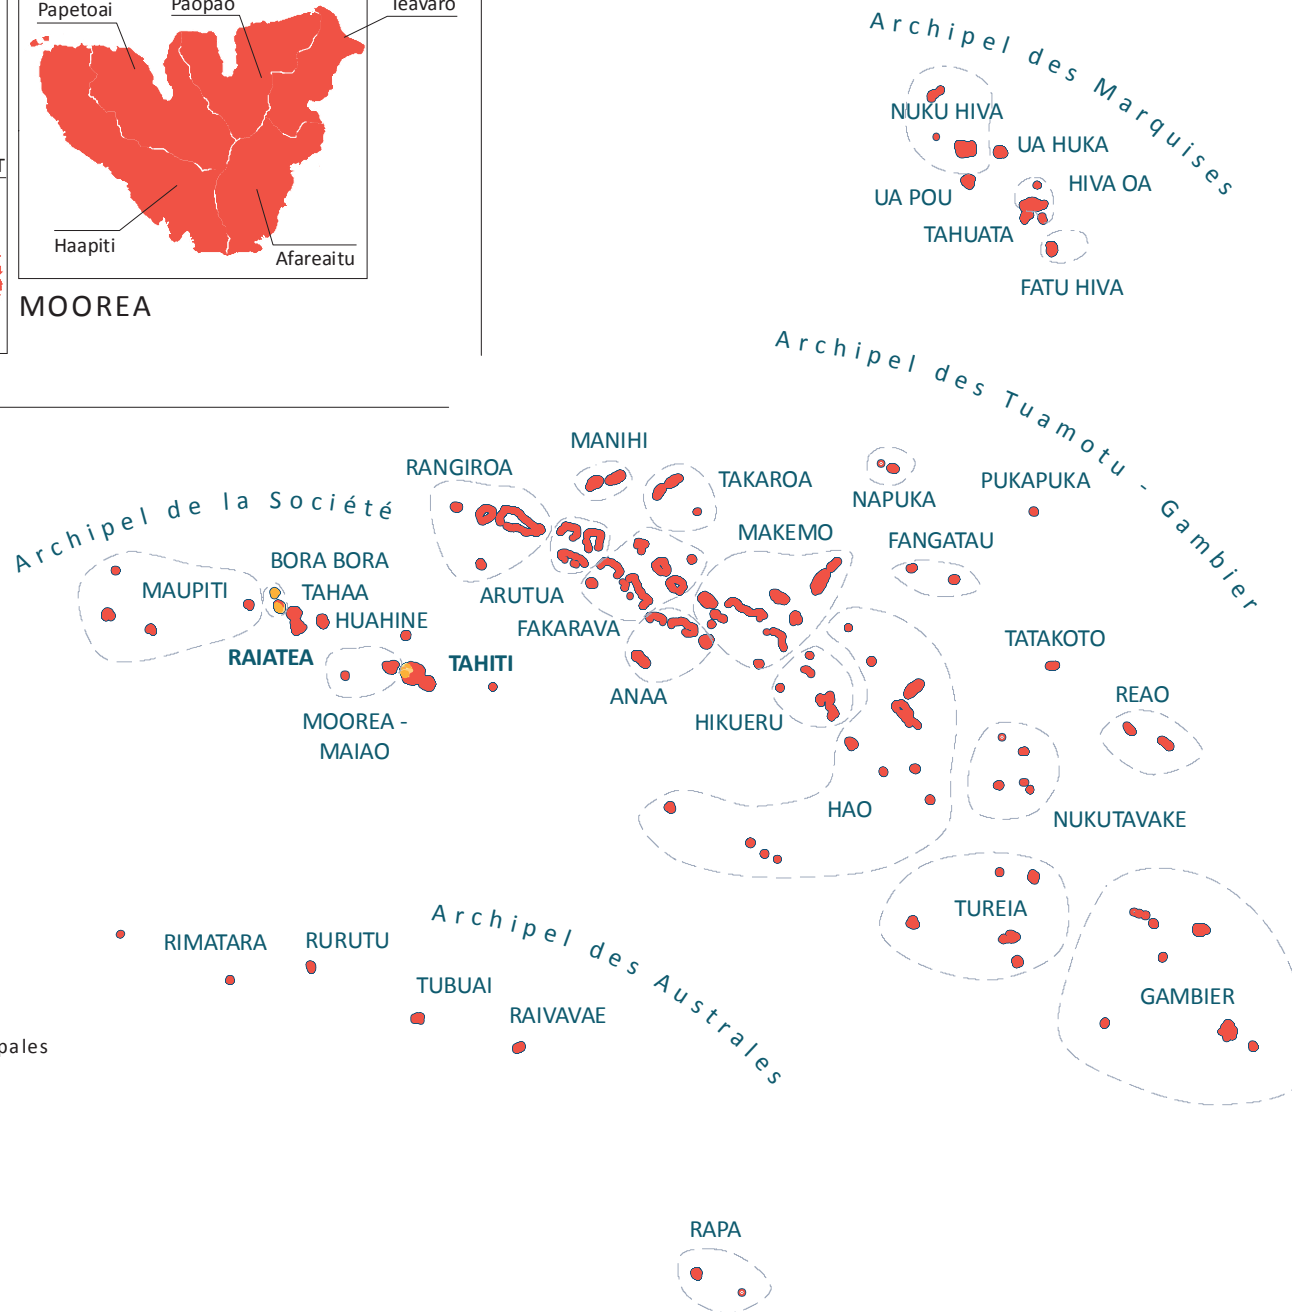 Papetoai
Paopao
Teavaro
Haapiti
Afareaitu
MOOREA
Archipel des Marquises
NUKU HIVA
UA HUKA
HIVA OA
UA POU
TAHUATA
FATU HIVA
Archipel des Tuamotu - Gambier
MANIHI
RANGIROA
TAKAROA
NAPUKA
PUKAPUKA
Archipel de la Société
MAKEMO
FANGATAU
BORA BORA
MAUPITI
TAHAA
ARUTUA
HUAHINE
FAKARAVA
TATAKOTO
RAIATEA
TAHITI
ANAA
REAO
HIKUERU
MOOREA -
MAIAO
HAO
NUKUTAVAKE
TUREIA
Archipel des Australes
RIMATARA
RURUTU
TUBUAI
RAIVAVAE
GAMBIER
pales
RAPA